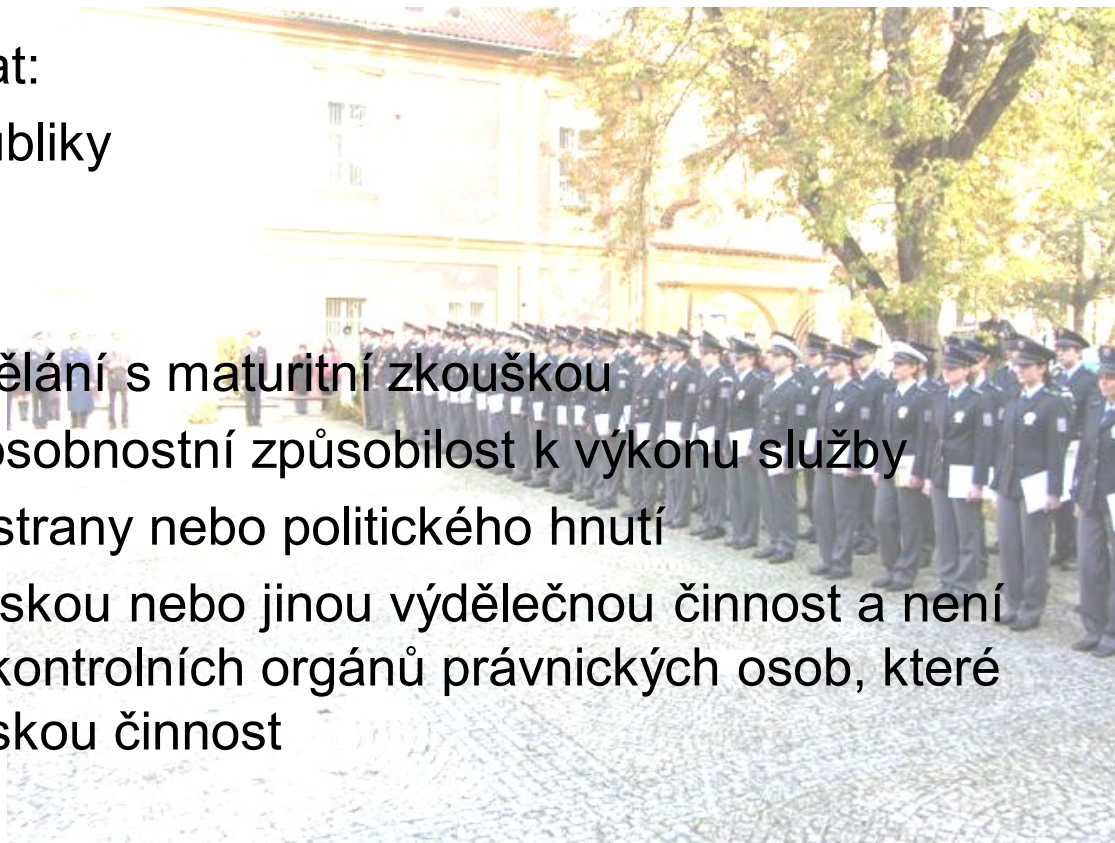 at:
ubliky
ělání s maturitní zkouškou
osobnostní způsobilost k výkonu služby
strany nebo politického hnutí
skou nebo jinou výdělečnou činnost a není
kontrolních orgánů právnických osob, které
skou činnost